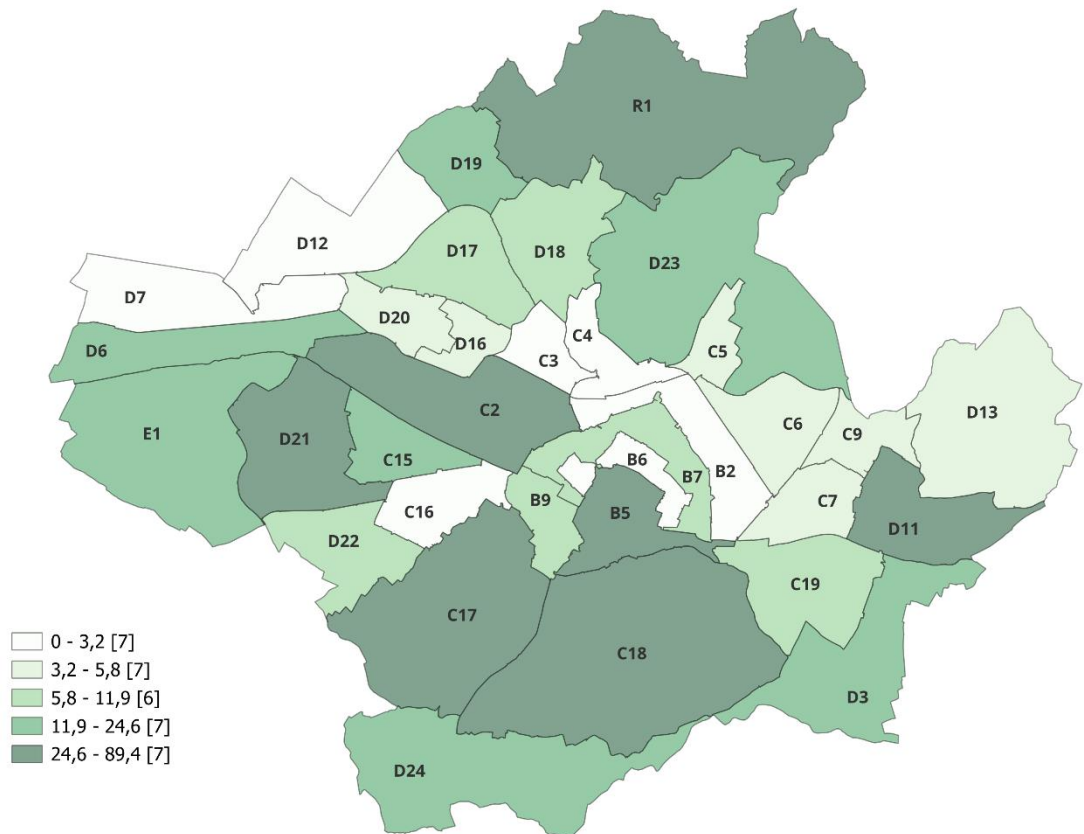 R1
D19
D12
D17
D18
D23
D7
D20
D16
C4
C3
C5
D6
C2
C6
C9
D13
E1
D21
C15
B6
B7
B2
C16
B9
B5
C7
D11
D22
C19
C17
C18
D3
D24
0 - 3,2 [7]
3,2 - 5,8 [7]
5,8 - 11,9 [6]
11,9 - 24,6 [7]
24,6 - 89,4 [7]